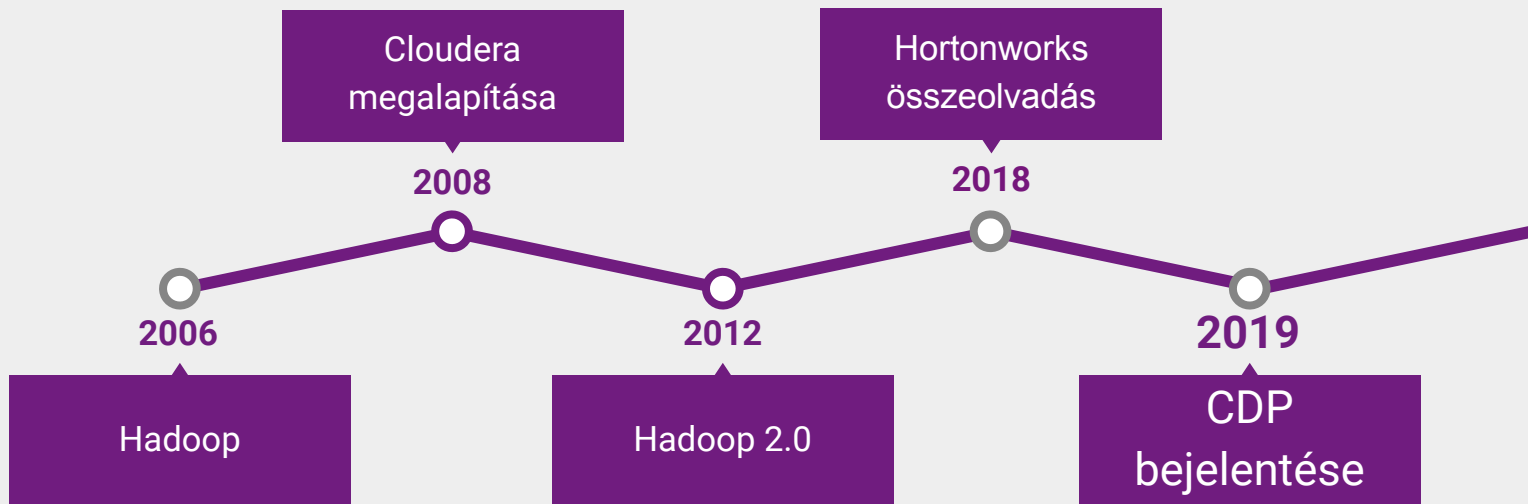 Cloudera
megalapítása
2008
Hortonworks
összeolvadás
2018
2006
Hadoop
2012
Hadoop 2.0
2019
CDP
bejelentése